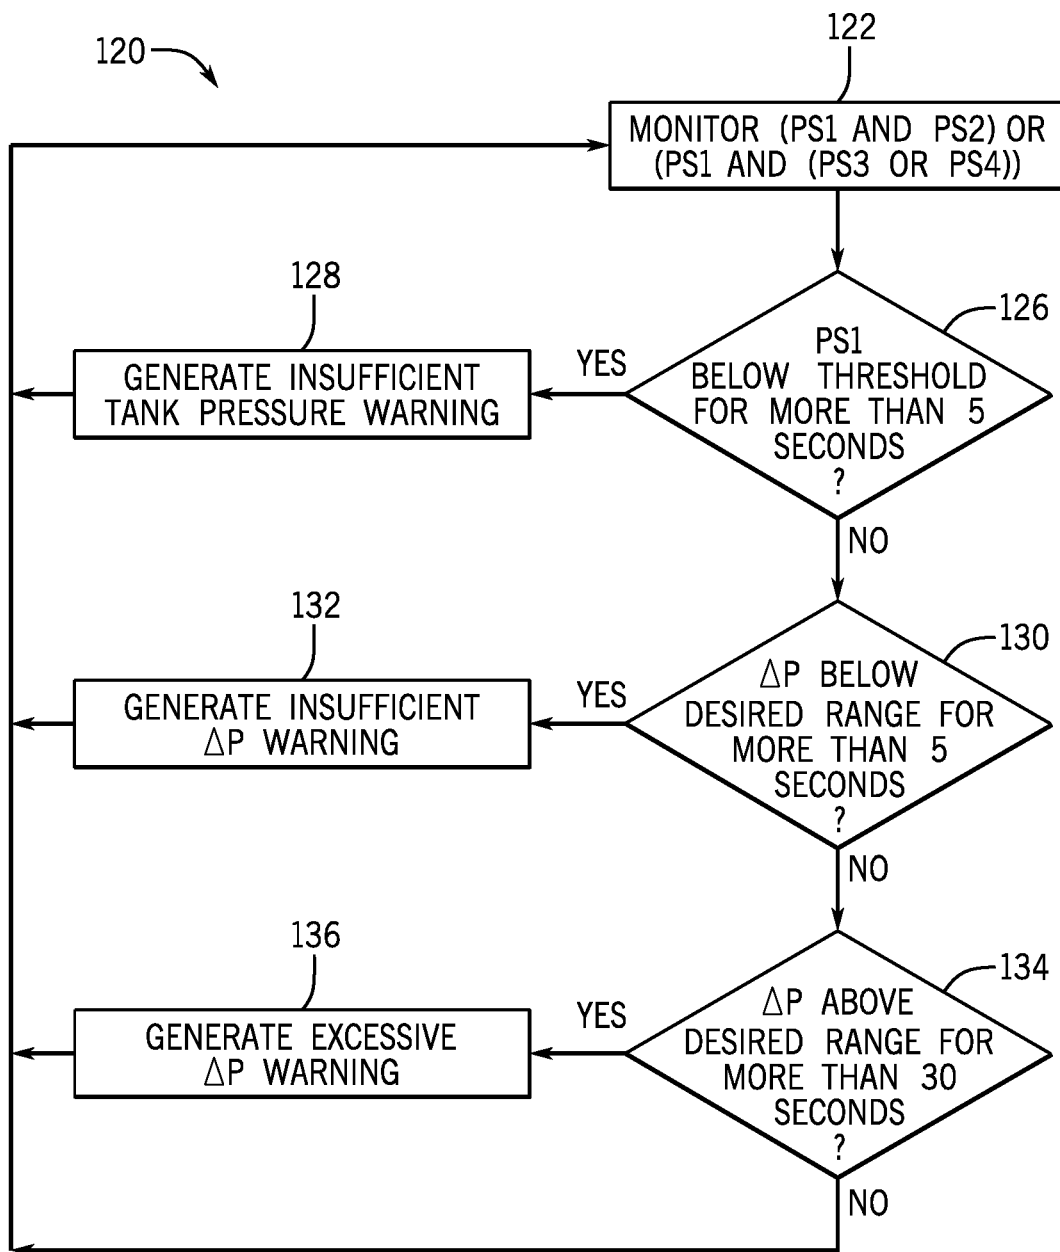 120
122
MONITOR (PS1 AND PS2) OR
(PS1 AND (PS3 OR PS4))
128
126
GENERATE INSUFFICIENT
TANK PRESSURE WARNING
YES
PS1
BELOW THRESHOLD
FOR MORE THAN 5
SECONDS
?
NO
132
130
GENERATE INSUFFICIENT
ΔP WARNING
YES
ΔP BELOW
DESIRED RANGE FOR
MORE THAN 5
SECONDS
?
NO
136
134
GENERATE EXCESSIVE
ΔP WARNING
YES
ΔP ABOVE
DESIRED RANGE FOR
MORE THAN 30
SECONDS
?
NO